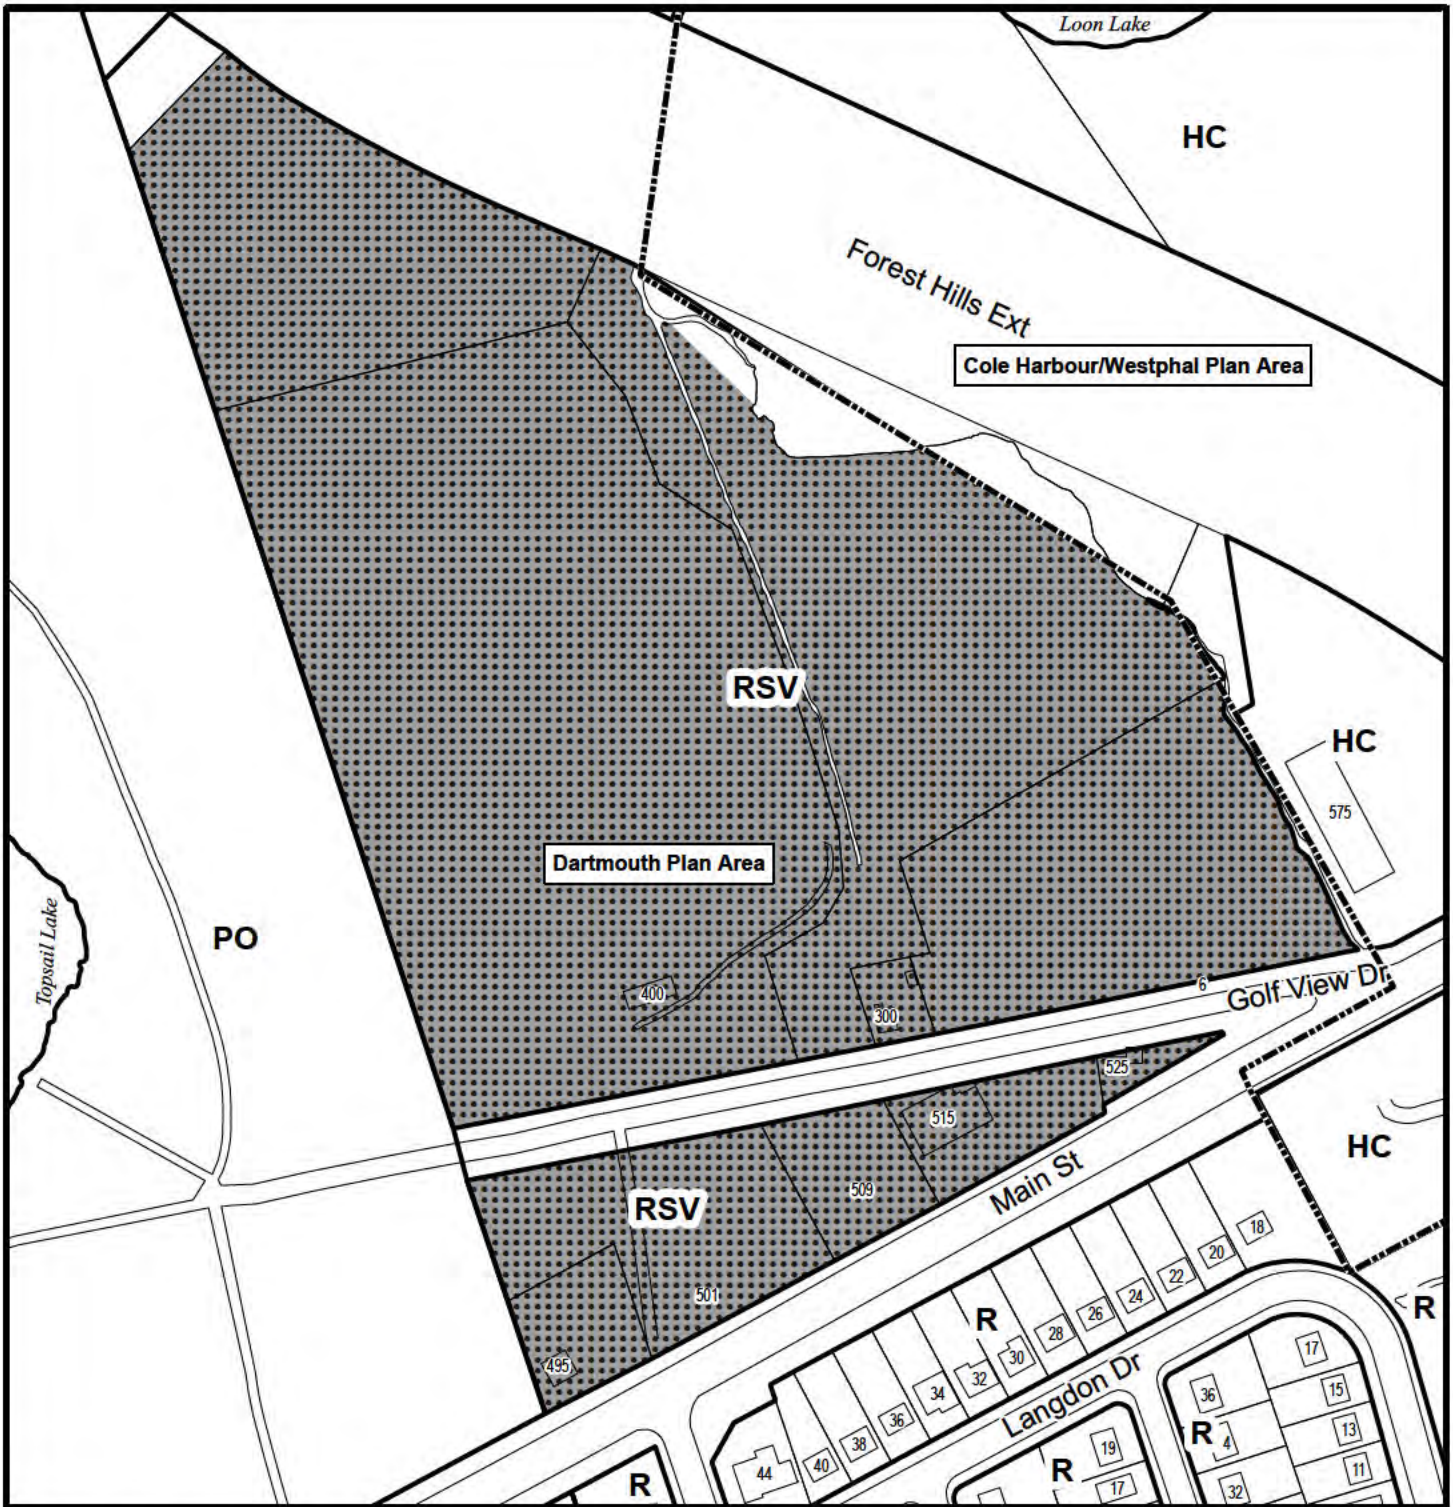 Loon Lake
HC
Forest Hills Ext
Cole Harbour/Westphal Plan Area
RSV
HC
575
Dartmouth Plan Area
Topsail Lake
PO
400
300
6
Golf View Dr
525
515
HC
Main St
509
RSV
501
495
18
20
22
24
26
28
30
32
34
36
38
40
44
R
R
Langdon Dr
17
15
13
11
36
R
4
32
19
17
R
R